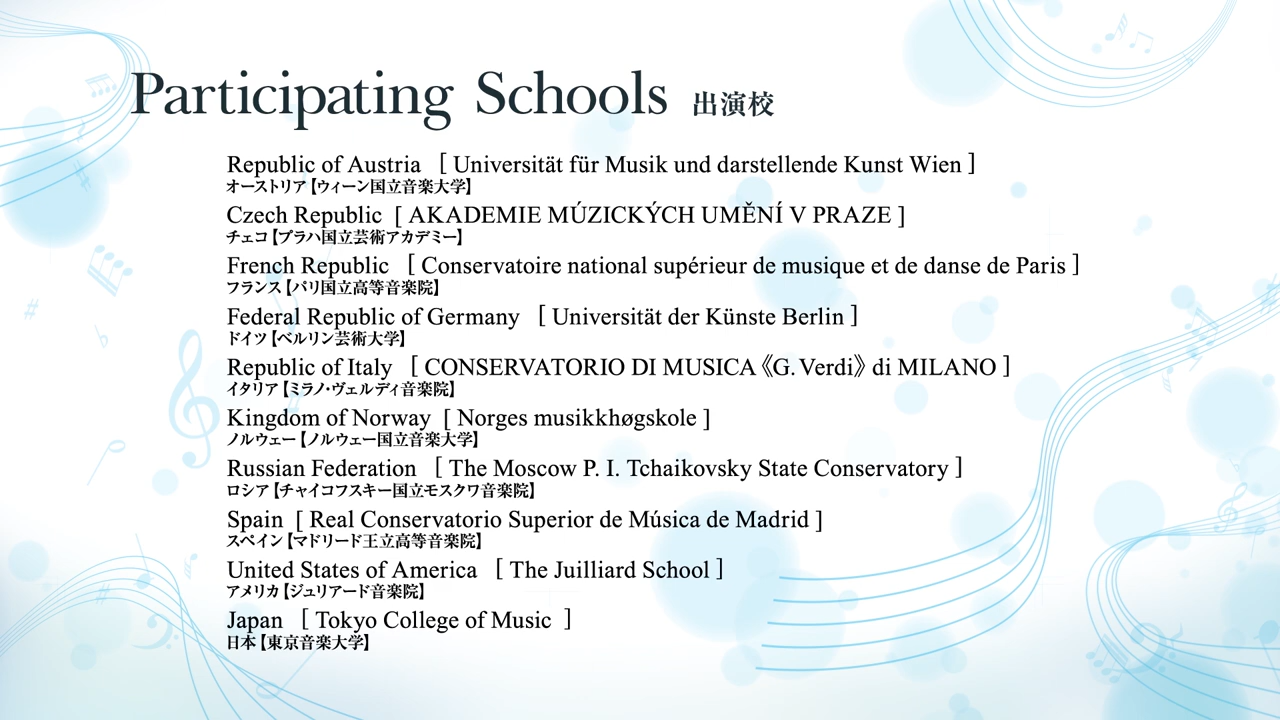 Participating Schools 出演校
Republic of Austria [ Universität für Musik und darstellende Kunst Wien ]
オーストリア【ウィーン国立音楽大学】
Czech Republic [ AKADEMIE MÚZICKÝCH UMĚNÍ V PRAZE ]
チェコ【プラハ国立芸術アカデミー】
French Republic [ Conservatoire national supérieur de musique et de danse de Paris ]
フランス【パリ国立高等音楽院】
Federal Republic of Germany [ Universität der Künste Berlin ]
ドイツ【ベルリン芸術大学】
Republic of Italy [ CONSERVATORIO DI MUSICA《G. Verdi》di MILANO ]
イタリア【ミラノ・ヴェルディ音楽院】
Kingdom of Norway [ Norges musikkhøgskole ]
ノルウェー【ノルウェー国立音楽大学】
Russian Federation [ The Moscow P. I. Tchaikovsky State Conservatory ]
ロシア【チャイコフスキー国立モスクワ音楽院】
Spain [ Real Conservatorio Superior de Música de Madrid ]
スペイン【マドリード王立高等音楽院】
United States of America [ The Juilliard School ]
アメリカ【ジュリアード音楽院】
Japan [ Tokyo College of Music ]
日本【東京音楽大学】